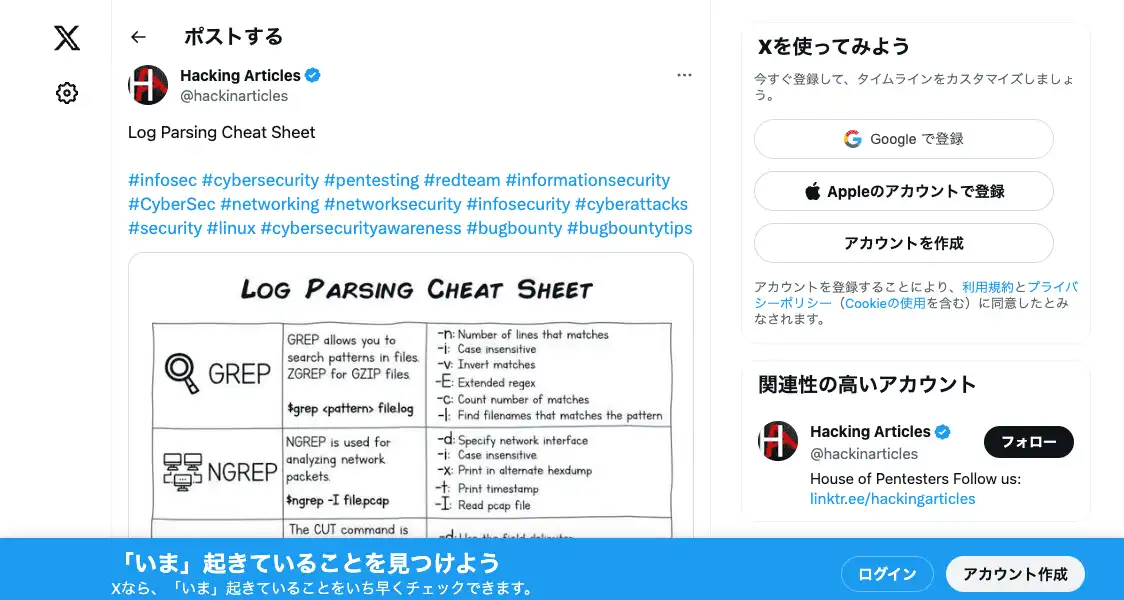 ポストする
Hacking Articles
@hackinarticles
Log Parsing Cheat Sheet
#infosec #cybersecurity #pentesting #redteam #informationsecurity
#CyberSec #networking #networksecurity #infosecurity #cyberattacks
#security #linux #cybersecurityawareness #bugbounty #bugbountytips
LOG PARSING CHEAT SHEET
GREP
GREP allows you to
search patterns in files.
ZGREP for GZIP files.
$grep <pattern> file.log
-n: Number of lines that matches
-i: Case insensitive
-v: Invert matches
-E: Extended regex
-c: Count number of matches
-l: Find filenames that matches the pattern
NGREP
NGREP is used for
analyzing network
packets.
$ngrep -I file.pcap
-d: Specify network interface
-i: Case insensitive.
-x: Print in alternate hexdump
-t: Print timestamp
-I: Read pcap file
The CUT command is
Xを使ってみよう
今すぐ登録して、タイムラインをカスタマイズしましょ
う。
Google で登録
Appleのアカウントで登録
アカウントを作成
アカウントを登録することにより、利用規約とプライバ
シーポリシー（Cookieの使用を含む）に同意したとみ
なされます。
関連性の高いアカウント
Hacking Articles
@hackinarticles
フォロー
House of Pentesters Follow us:
linktr.ee/hackingarticles
「いま」起きていることを見つけよう
Xなら、「いま」起きていることをいち早くチェックできます。
ログイン
アカウント作成